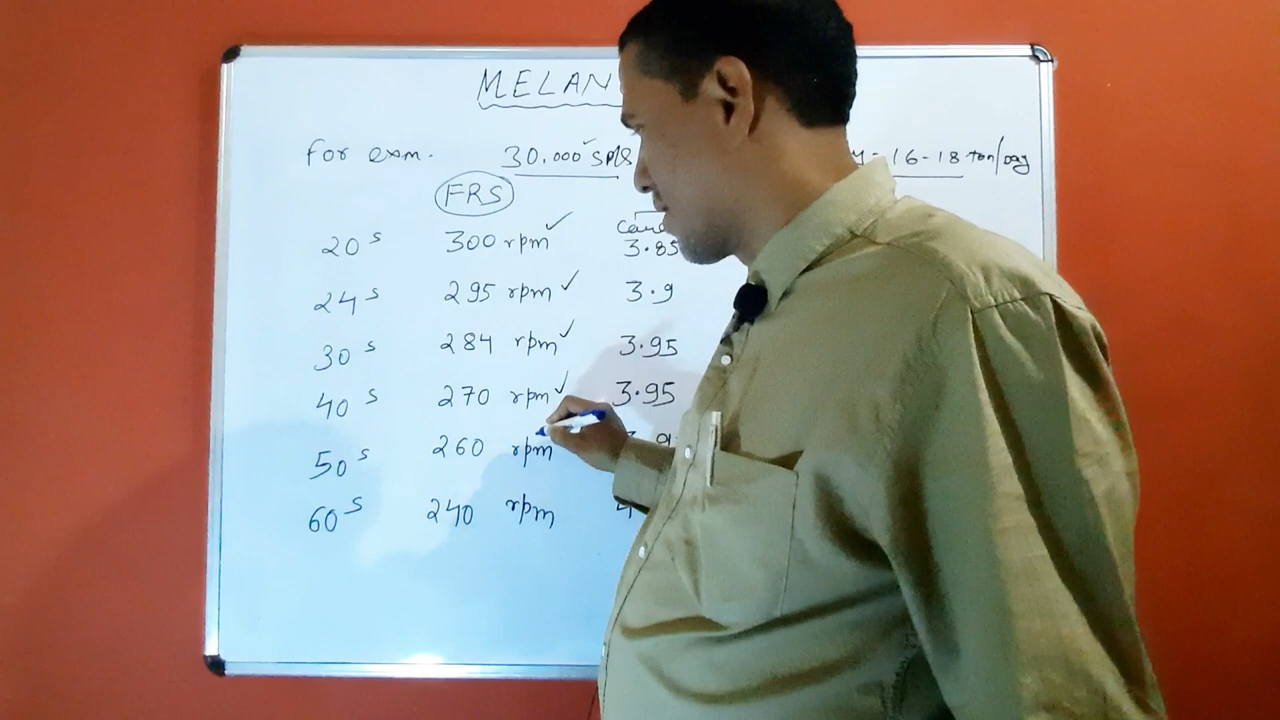 MELAN
For exm. 30,000 spls 16-18 ton/day
FRS
20s 300 rpm ✓ 3.85
24s 295 rpm ✓ 3.9
30s 284 rpm ✓ 3.95
40s 270 rpm ✓ 3.95
50s 260 rpm
60s 240 rpm